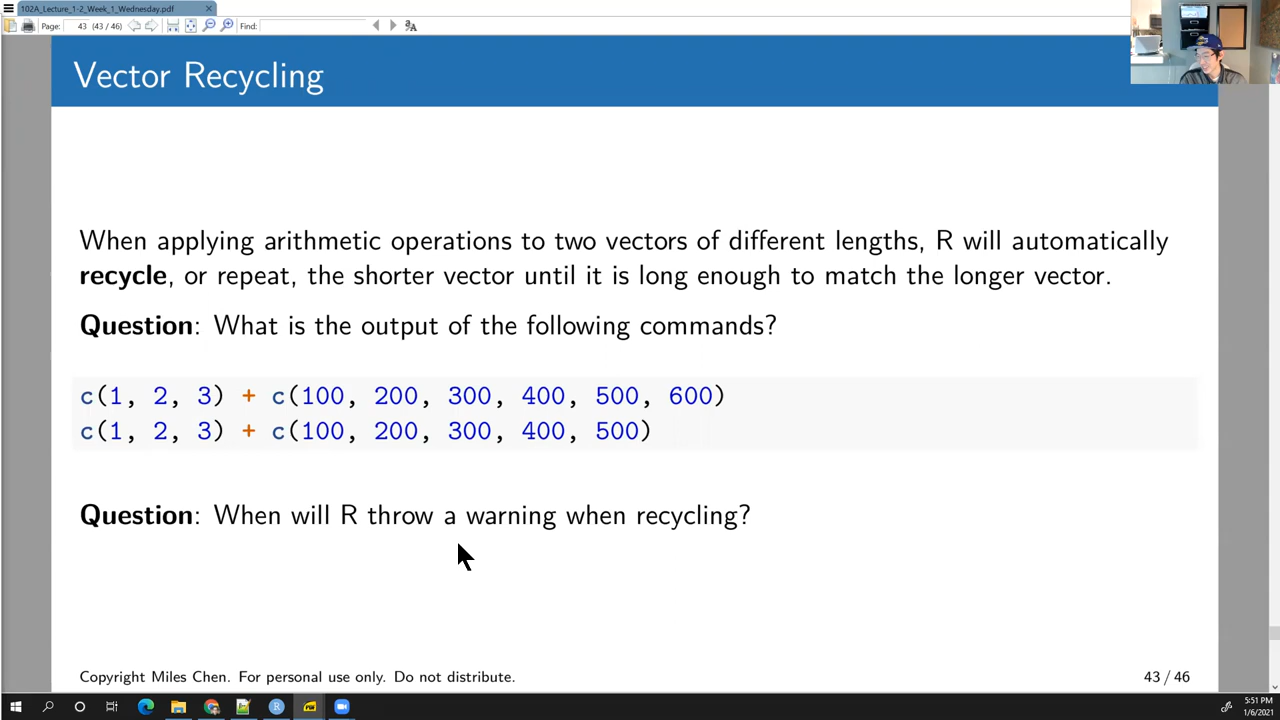 102A_Lecture_1-2_Week_1_Wednesday.pdf
Page: 43 (43 / 46) Find:
Vector Recycling
When applying arithmetic operations to two vectors of different lengths, R will automatically
recycle, or repeat, the shorter vector until it is long enough to match the longer vector.
Question: What is the output of the following commands?
c(1, 2, 3) + c(100, 200, 300, 400, 500, 600)
c(1, 2, 3) + c(100, 200, 300, 400, 500)
Question: When will R throw a warning when recycling?
Copyright Miles Chen. For personal use only. Do not distribute.
43 / 46
5:51 PM
1/6/2021